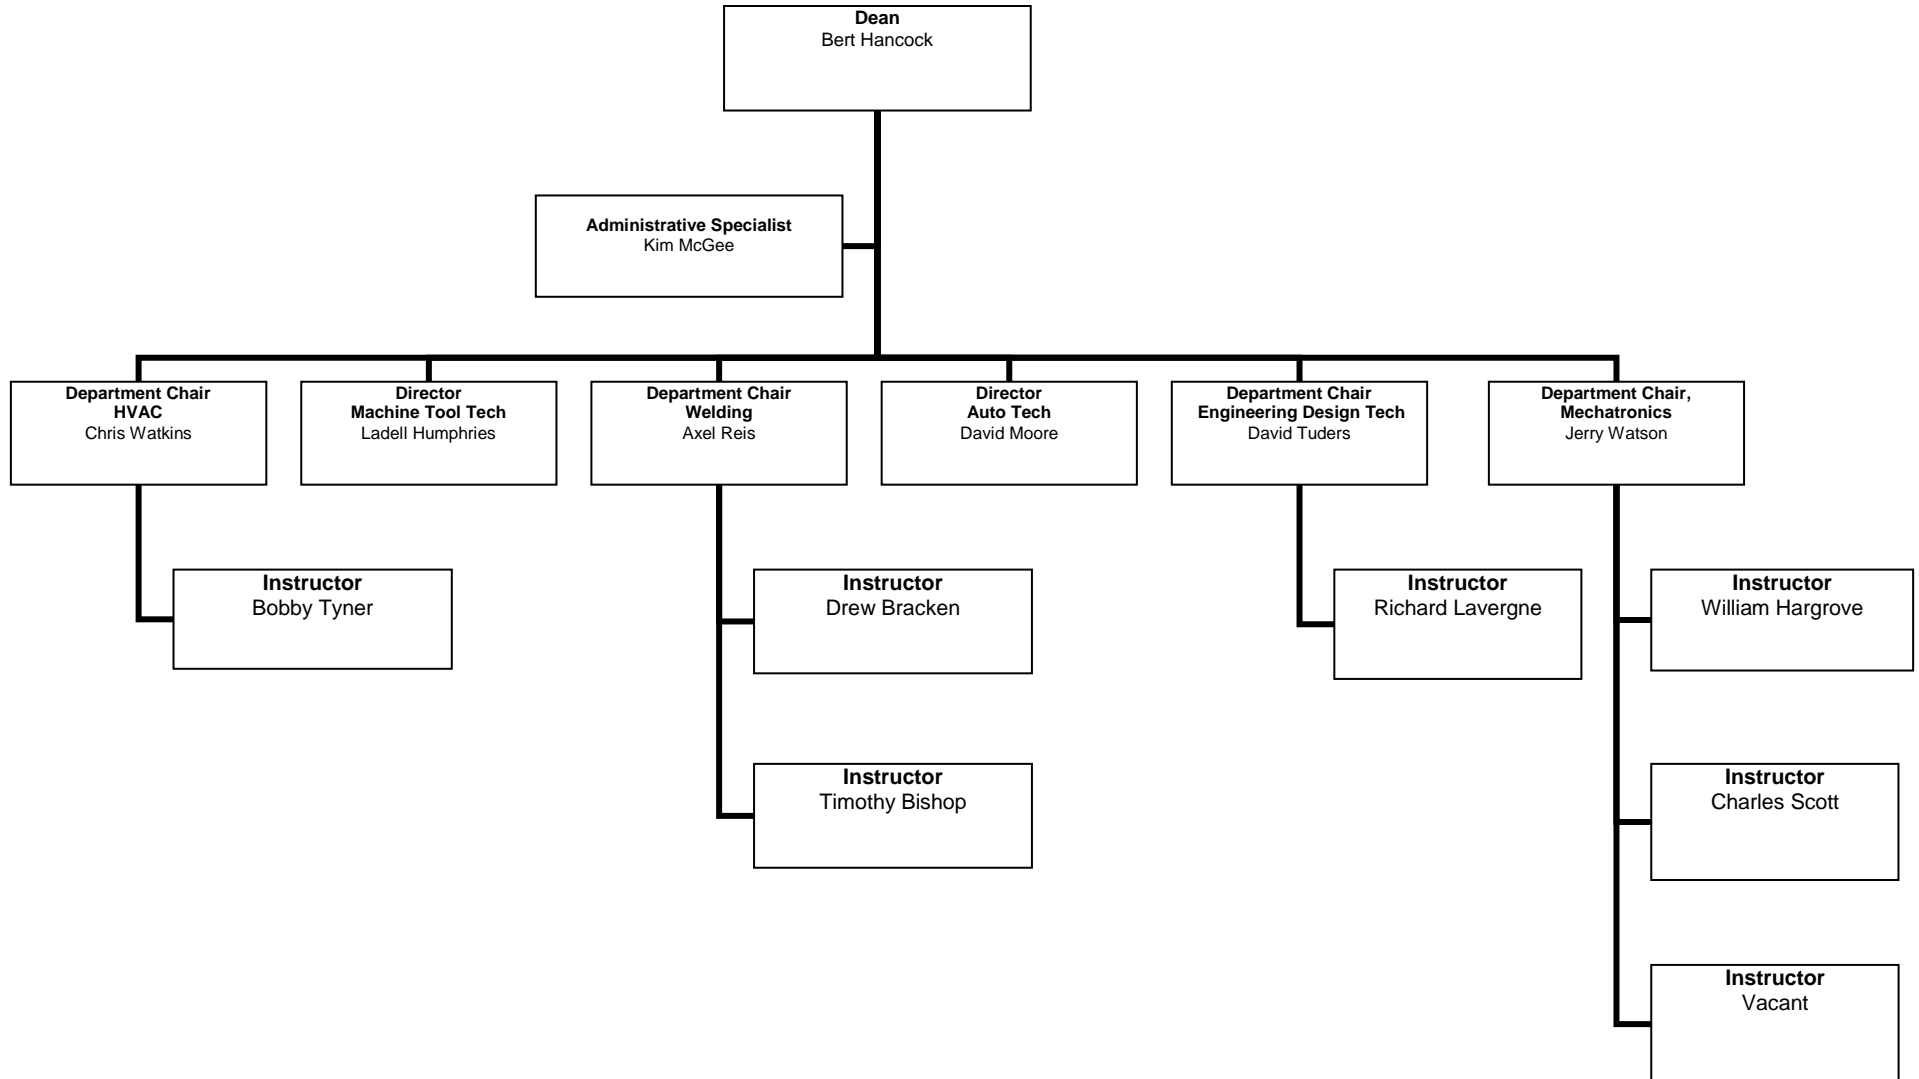 Dean
Bert Hancock
Administrative Specialist
Kim McGee
Department Chair
HVAC
Chris Watkins
Director
Machine Tool Tech
Ladell Humphries
Department Chair
Welding
Axel Reis
Director
Auto Tech
David Moore
Department Chair
Engineering Design Tech
David Tuders
Department Chair,
Mechatronics
Jerry Watson
Instructor
Bobby Tyner
Instructor
Drew Bracken
Instructor
Richard Lavergne
Instructor
William Hargrove
Instructor
Timothy Bishop
Instructor
Charles Scott
Instructor
Vacant